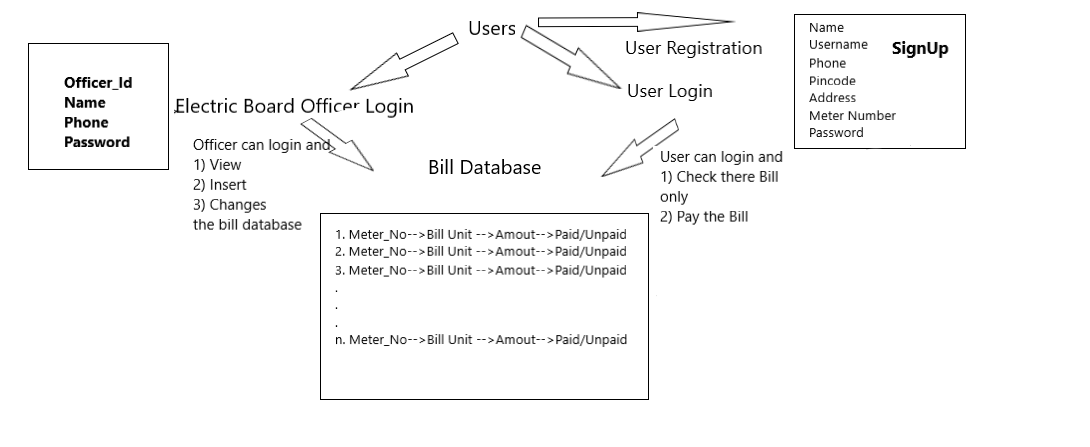 Users
User Registration
Name
Username
SignUp
Phone
Pincode
Address
Meter Number
Password
Officer_Id
Name
Phone
Password
Electric Board Officer Login
User Login
Officer can login and
1) View
2) Insert
3) Changes
the bill database
Bill Database
User can login and
1) Check there Bill
only
2) Pay the Bill
1. Meter_No-->Bill Unit -->Amout-->Paid/Unpaid
2. Meter_No-->Bill Unit -->Amout-->Paid/Unpaid
3. Meter_No-->Bill Unit -->Amout-->Paid/Unpaid
.
.
.
n. Meter_No-->Bill Unit -->Amout-->Paid/Unpaid